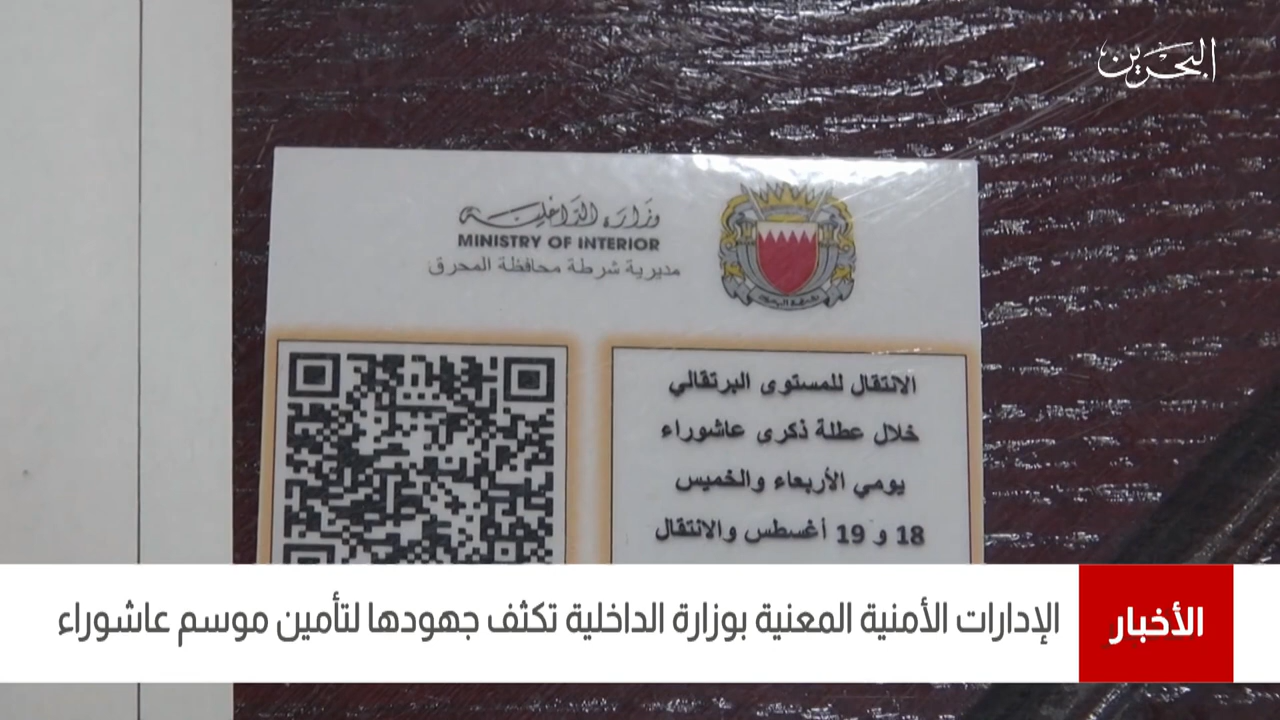 البحرين
وزارة الداخلية
MINISTRY OF INTERIOR
مديرية شرطة محافظة المحرق
الانتقال للمستوى البرتقالي
خلال عطلة ذكرى عاشوراء
يومي الأربعاء والخميس
18 و 19 أغسطس والانتقال
الأخبار
الإدارات الأمنية المعنية بوزارة الداخلية تكثف جهودها لتأمين موسم عاشوراء